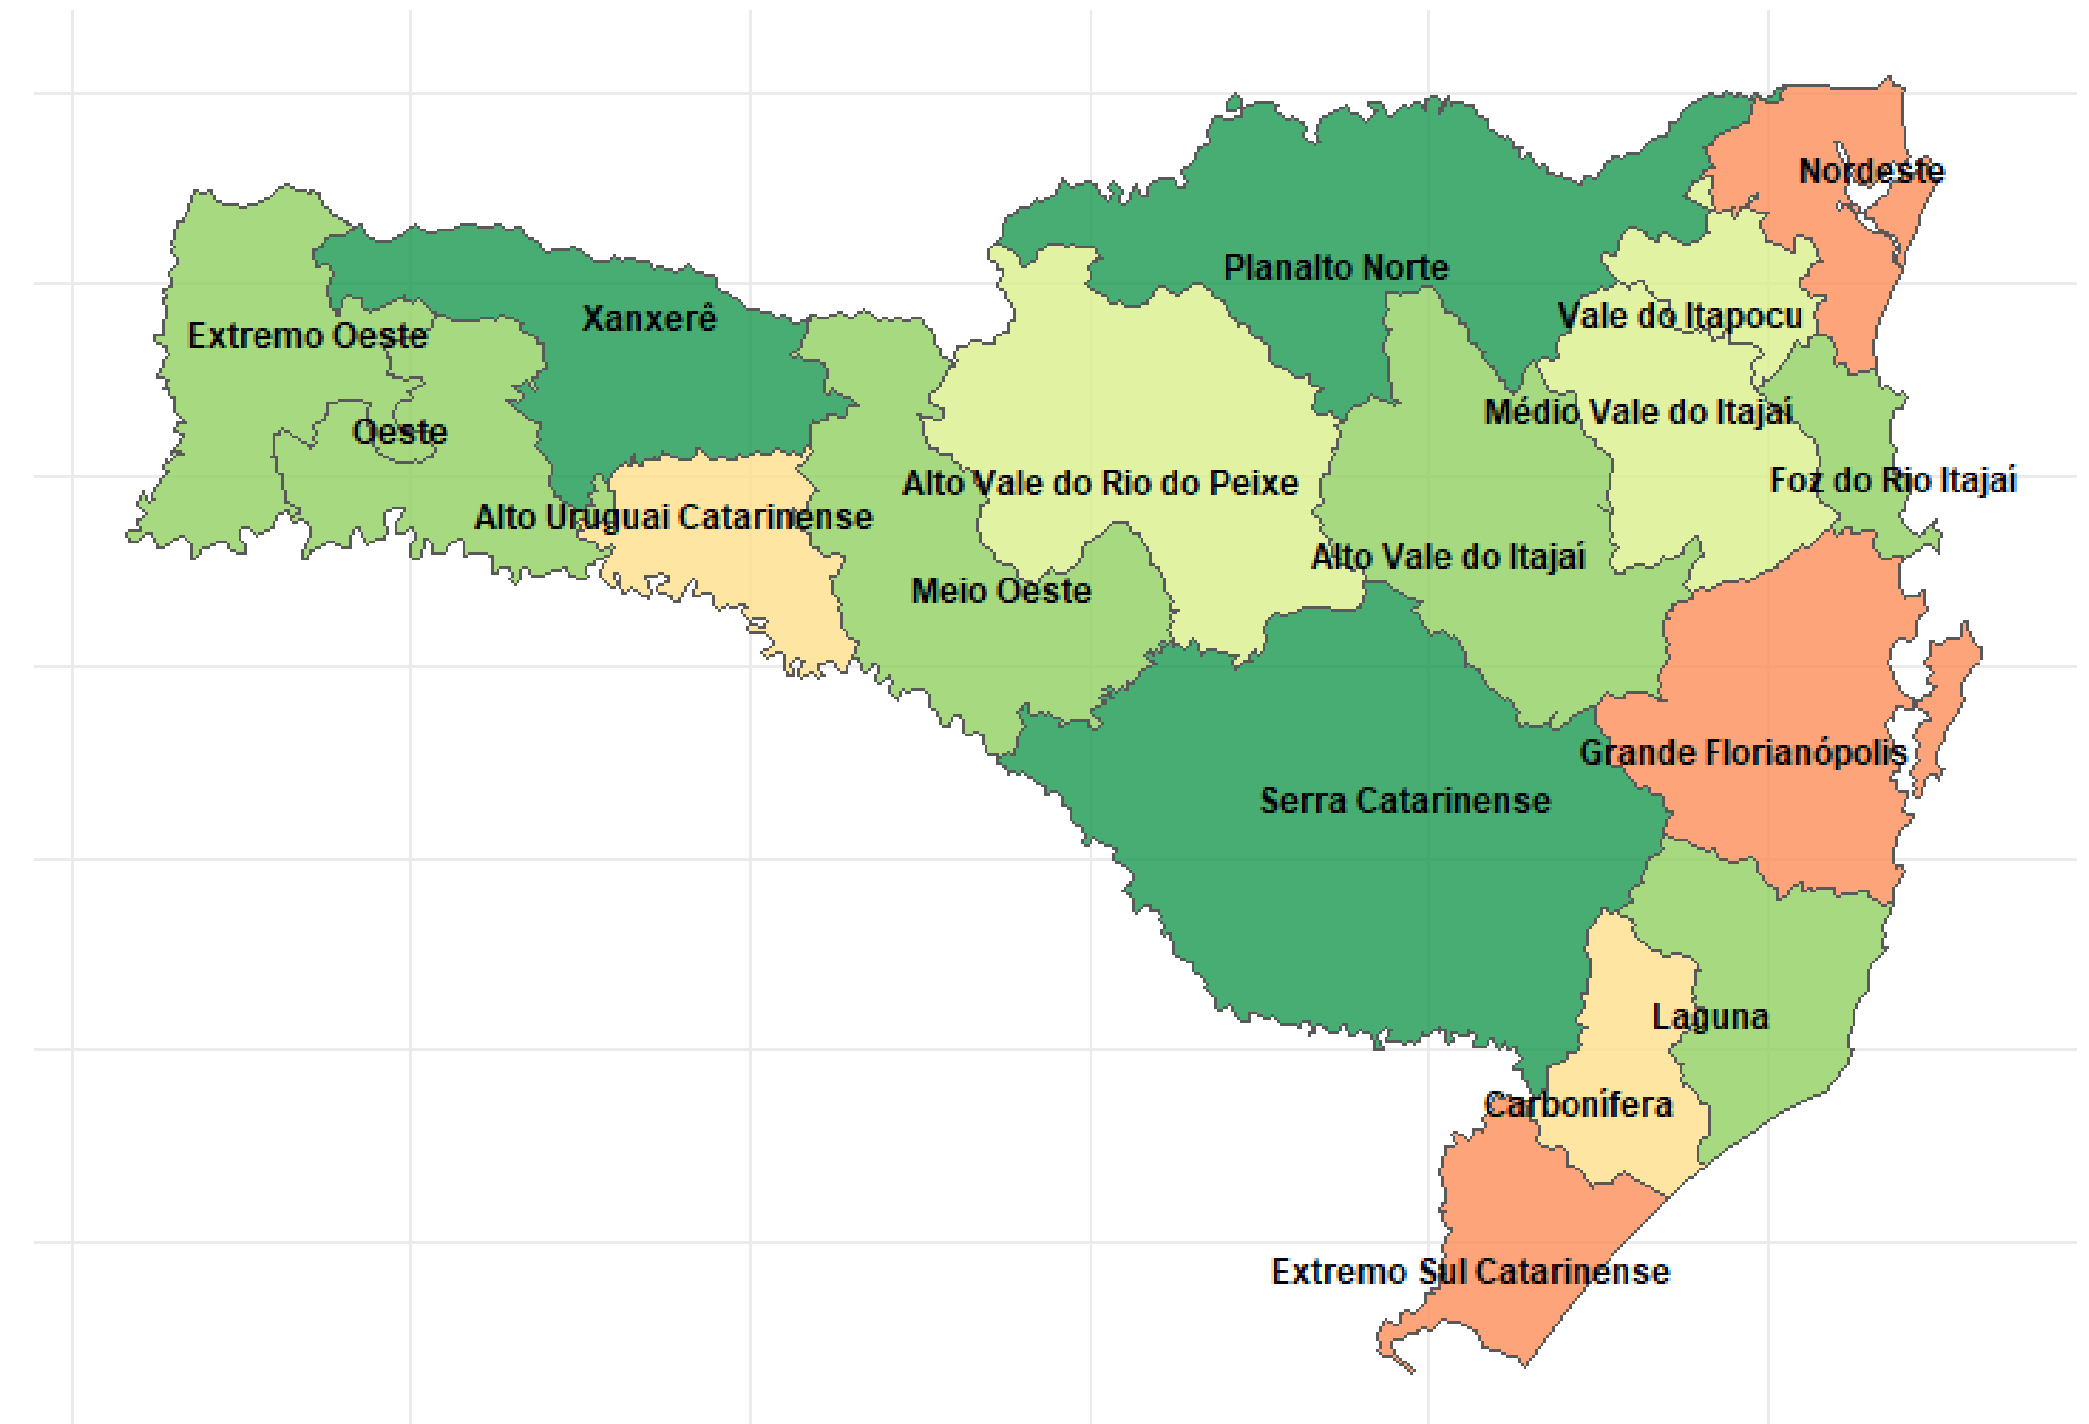 Nordeste
Planalto Norte
Xanxerê
Vale do Itapocu
Extremo Oeste
Médio Vale do Itajaí
Oeste
Foz do Rio Itajaí
Alto Vale do Rio do Peixe
Alto Uruguai Catarinense
Alto Vale do Itajaí
Meio Oeste
Grande Florianópolis
Serra Catarinense
Laguna
Carbonífera
Extremo Sul Catarinense